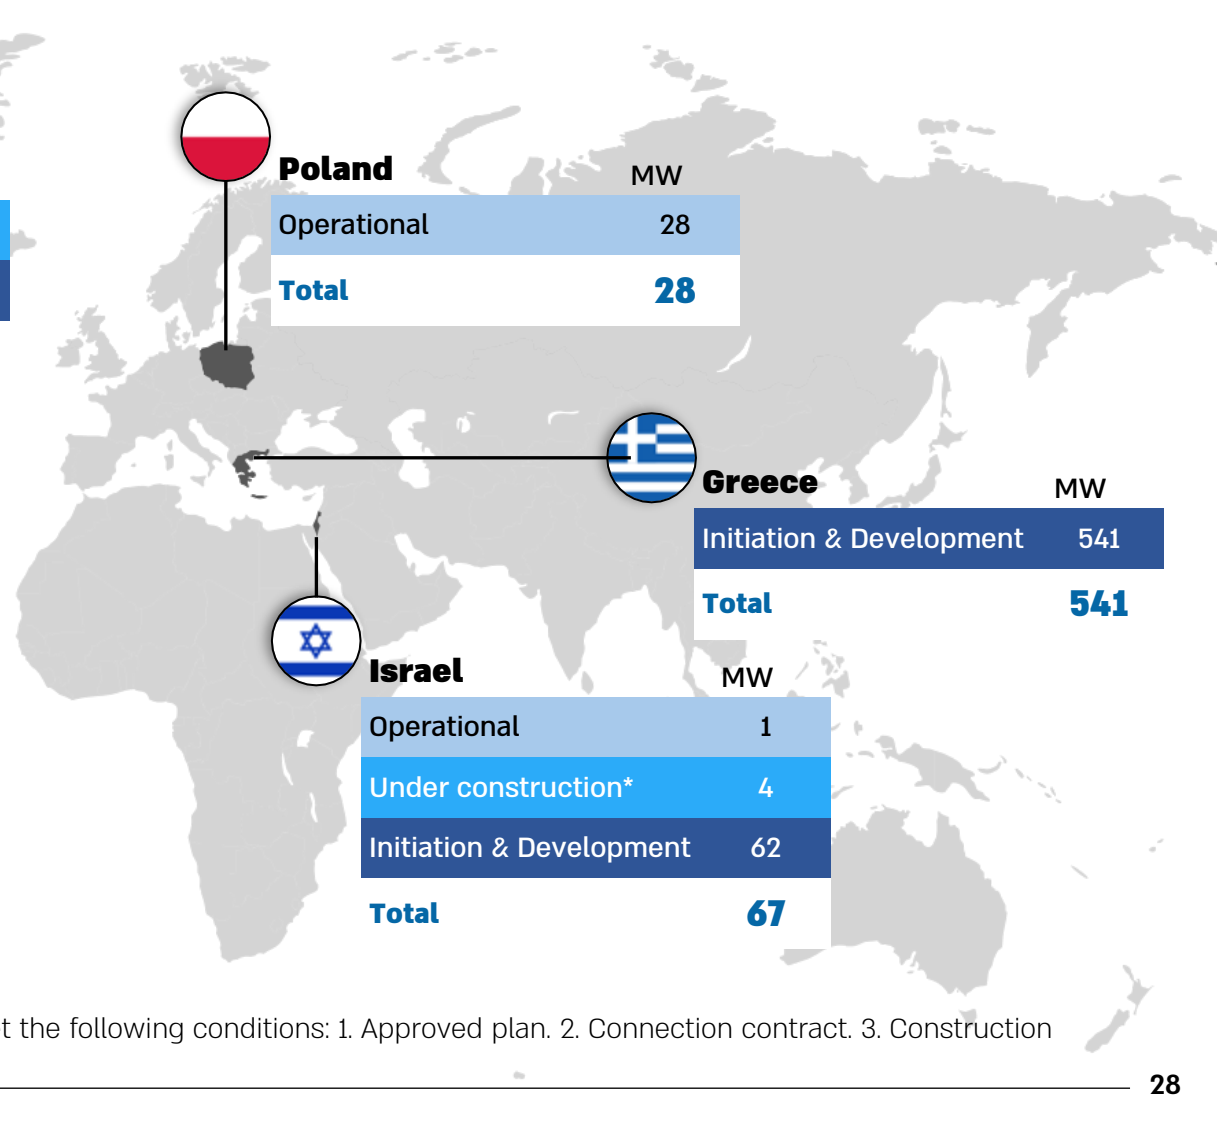 Poland MW
Operational 28
Total 28
Greece MW
Initiation & Development 541
Total 541
Israel MW
Operational 1
Under construction* 4
Initiation & Development 62
Total 67
the following conditions: 1. Approved plan. 2. Connection contract. 3. Construction
28